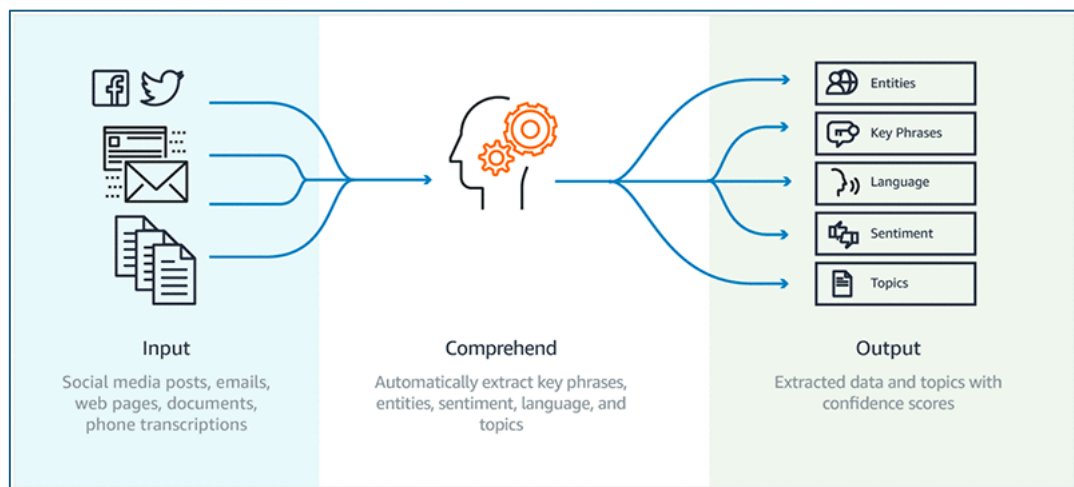 Entities
Key Phrases
Language
Sentiment
Topics
Input
Social media posts, emails,
web pages, documents,
phone transcriptions
Comprehend
Automatically extract key phrases,
entities, sentiment, language, and
topics
Output
Extracted data and topics with
confidence scores